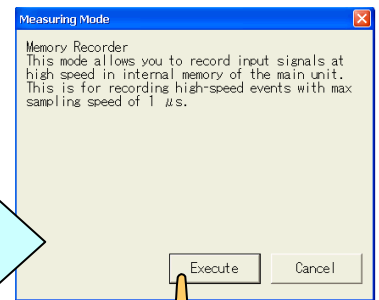 Measuring Mode
Memory Recorder
This mode allows you to record input signals at
high speed in internal memory of the main unit.
This is for recording high-speed events with max
sampling speed of 1 μs.
Execute
Cancel